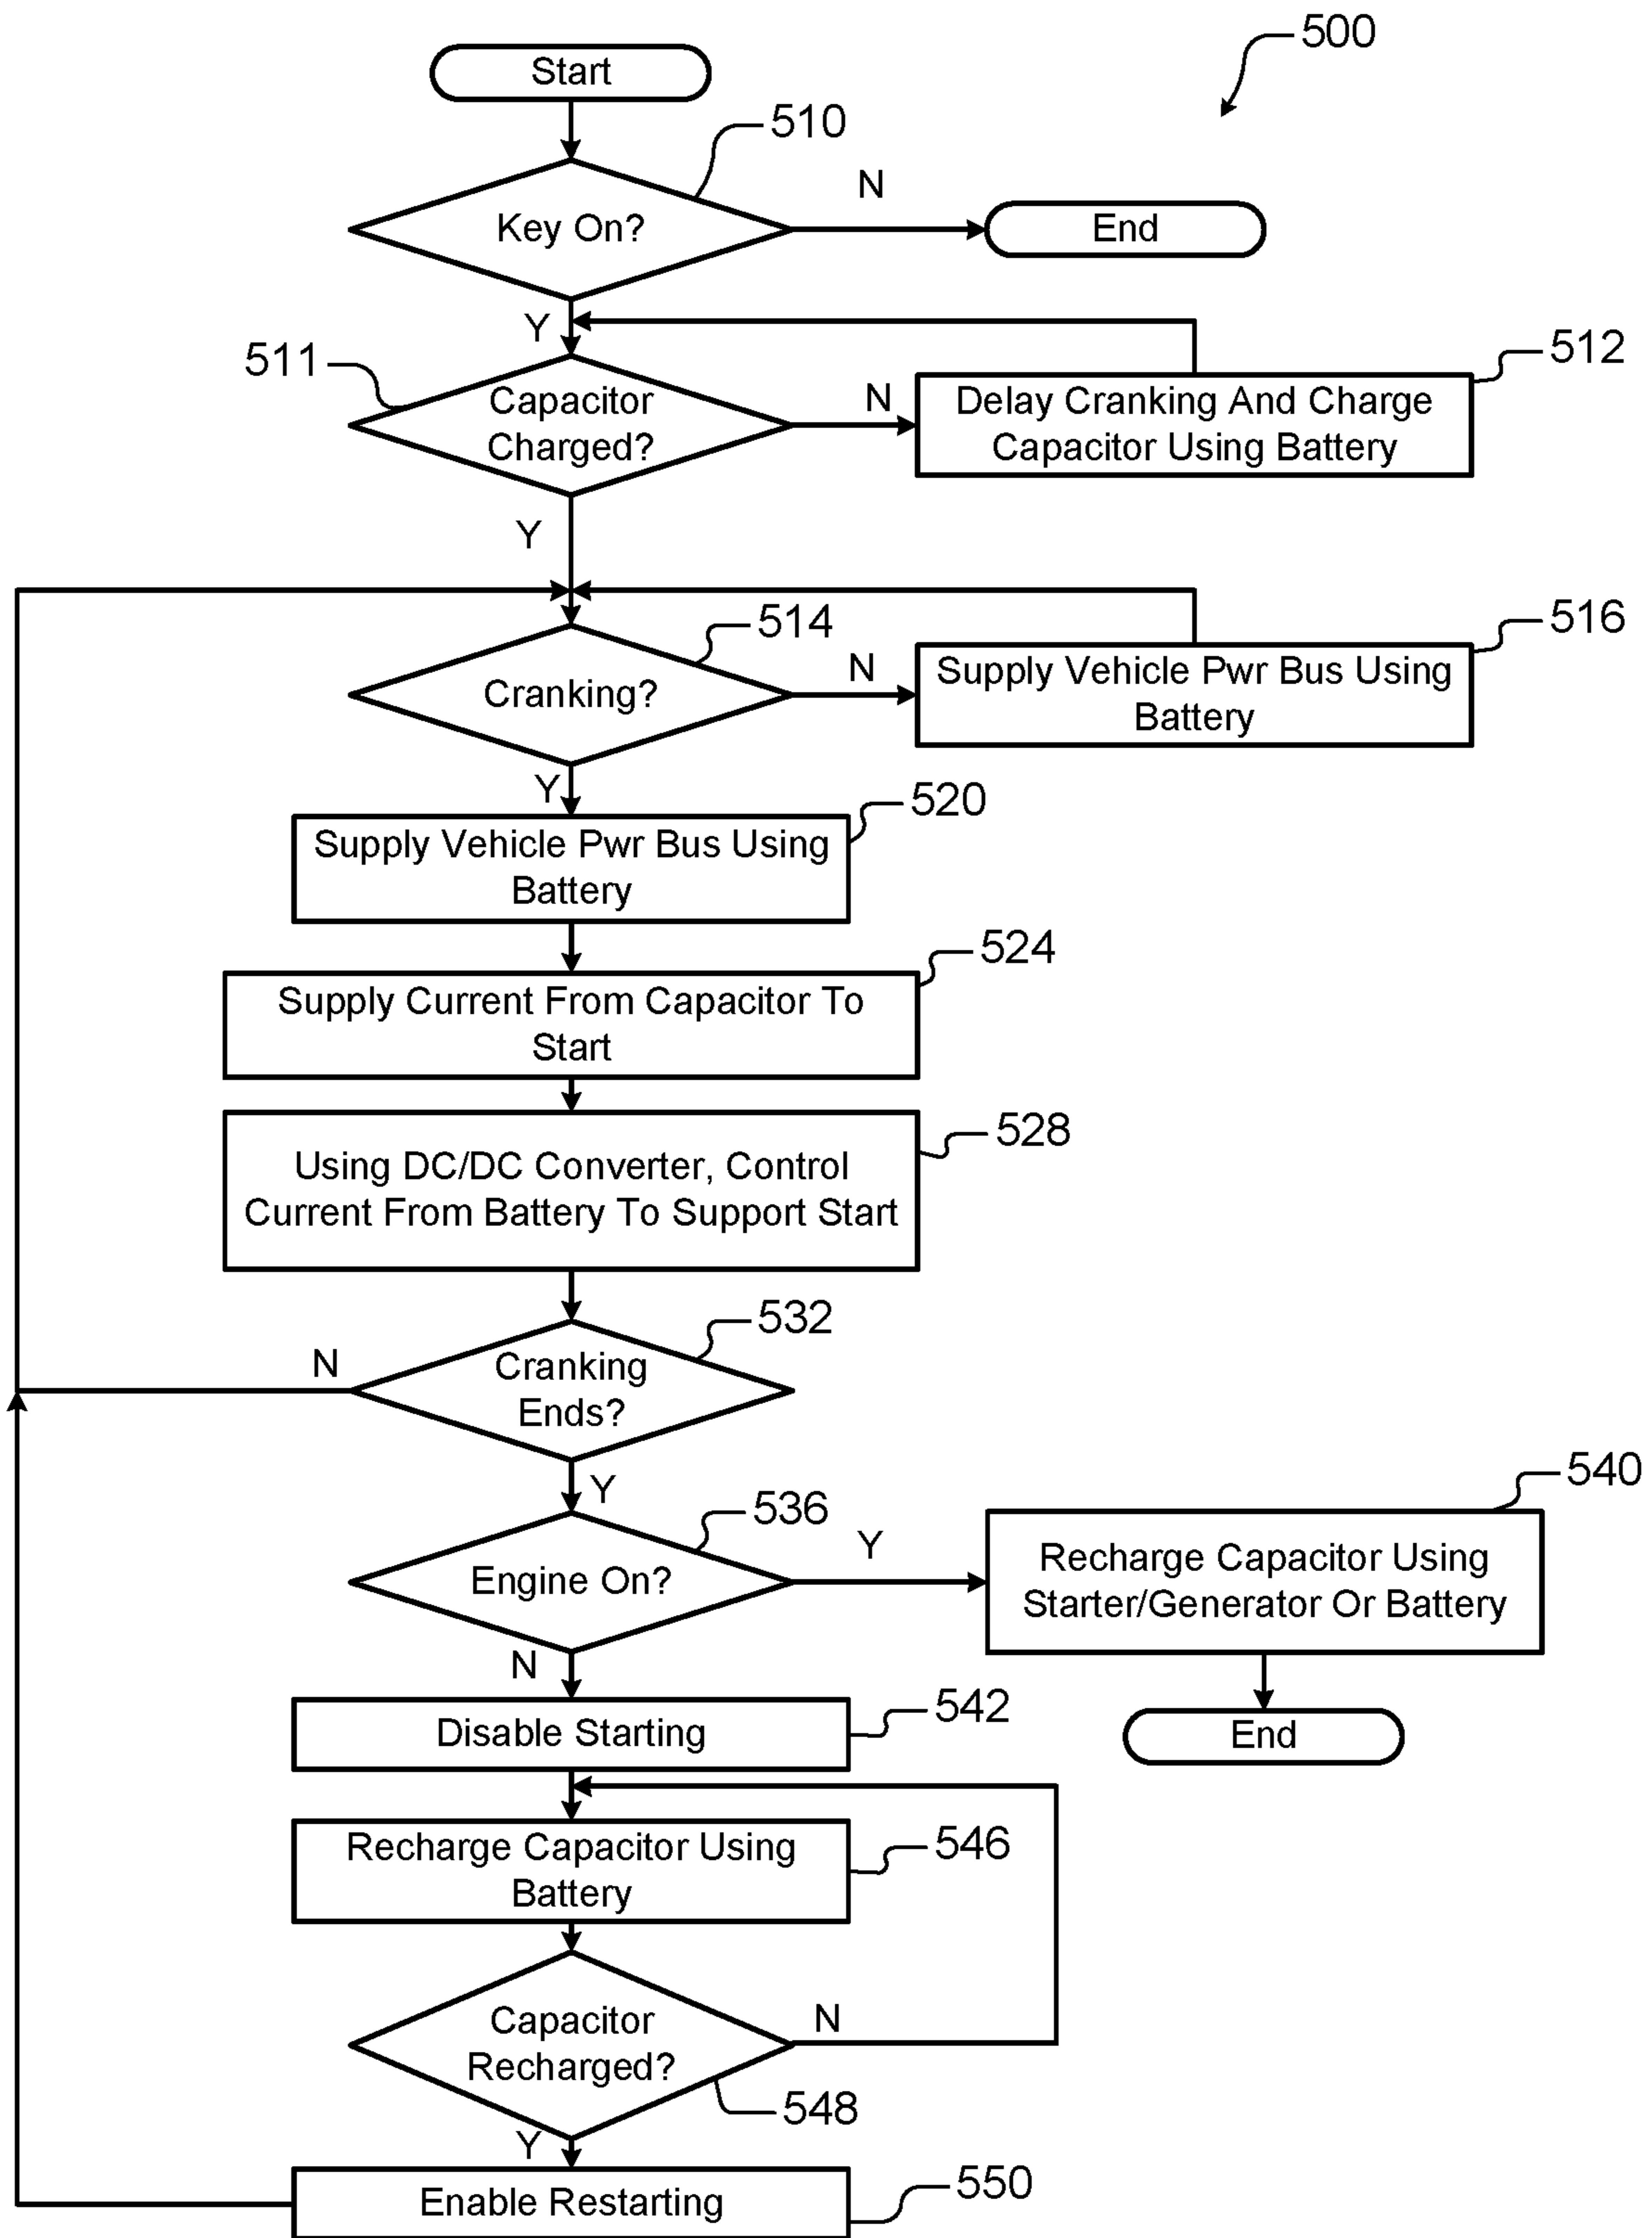 500
Start
510
N
Key On?
End
Y
511
512
Capacitor
Charged?
N
Delay Cranking And Charge
Capacitor Using Battery
Y
514
516
Cranking?
N
Supply Vehicle Pwr Bus Using
Battery
Y
520
Supply Vehicle Pwr Bus Using
Battery
524
Supply Current From Capacitor To
Start
528
Using DC/DC Converter, Control
Current From Battery To Support Start
532
N
Cranking
Ends?
Y
536
540
Y
Engine On?
Recharge Capacitor Using
Starter/Generator Or Battery
N
542
Disable Starting
End
546
Recharge Capacitor Using
Battery
N
Capacitor
Recharged?
548
Y
550
Enable Restarting